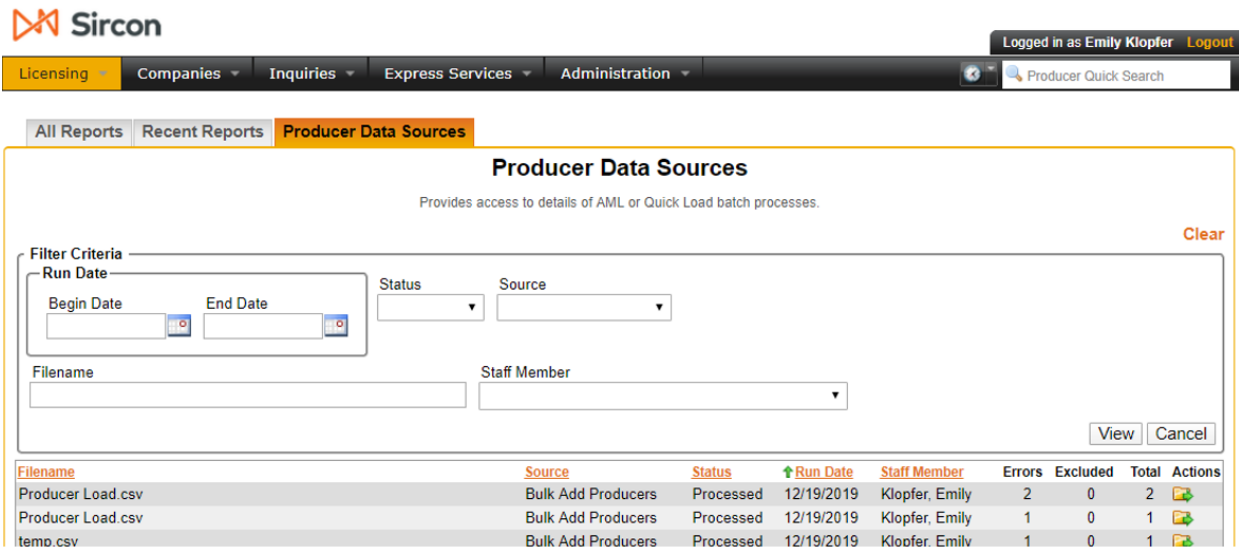 Sircon
Logged in as Emily Klopfer Logout
Licensing Companies Inquiries Express Services Administration Producer Quick Search
All Reports Recent Reports Producer Data Sources
Producer Data Sources
Provides access to details of AML or Quick Load batch processes.
Clear
Filter Criteria
Run Date
Status Source
Begin Date End Date
Filename Staff Member
View Cancel
Filename Source Status Run Date Staff Member Errors Excluded Total Actions
Producer Load.csv Bulk Add Producers Processed 12/19/2019 Klopfer, Emily 2 0 2
Producer Load.csv Bulk Add Producers Processed 12/19/2019 Klopfer, Emily 1 0 1
temp.csv Bulk Add Producers Processed 12/19/2019 Klopfer, Emily 1 0 1